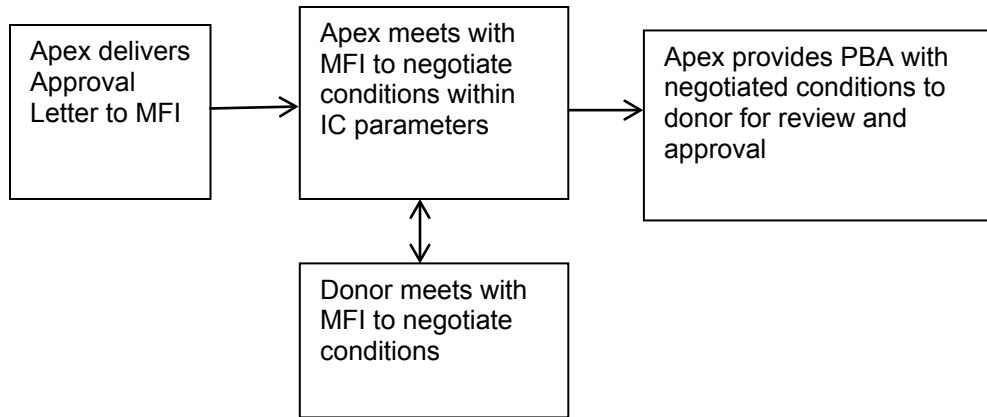 Apex delivers
Approval
Letter to MFI
Apex meets with
MFI to negotiate
conditions within
IC parameters
Apex provides PBA with
negotiated conditions to
donor for review and
approval
Donor meets with
MFI to negotiate
conditions